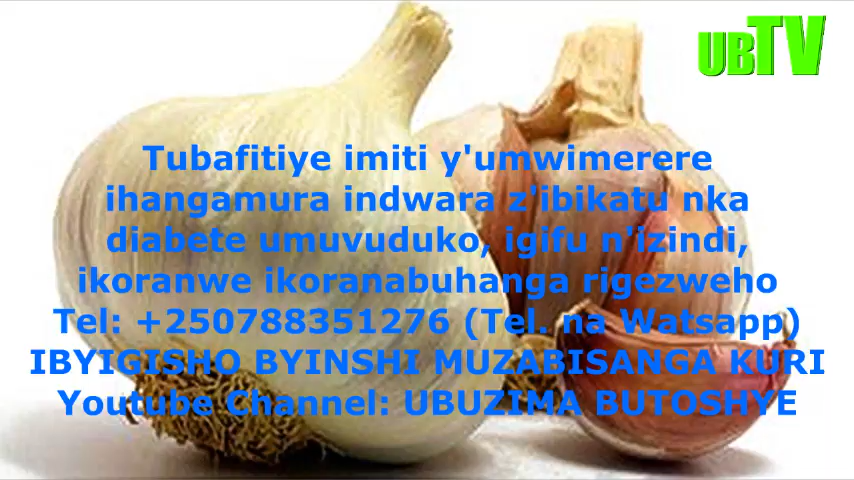 UBTV
Tubafitiye imiti y'umwimerere
ihangamura indwara z'ibikatu nka
diabete umuvuduko, igifu n'izindi,
ikoranwe ikoranabuhanga rigezweho
Tel: +250788351276 (Tel. na Watsapp)
IBYIGISHO BYINSHI MUZABISANGA KURI
Youtube Channel: UBUZIMA BUTOSHYE